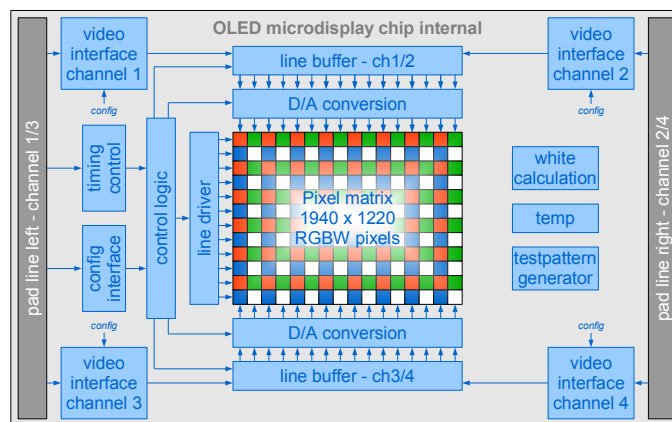 OLED microdisplay chip internal
pad line left - channel 1/3
video
interface
channel 1
line buffer - ch1/2
video
interface
channel 2
pad line right - channel 2/4
config
config
D/A conversion
timing
control
control logic
line driver
Pixel matrix
1940 x 1220
RGBW pixels
white
calculation
temp
config
interface
testpattern
generator
config
config
D/A conversion
video
interface
channel 3
line buffer - ch3/4
video
interface
channel 4